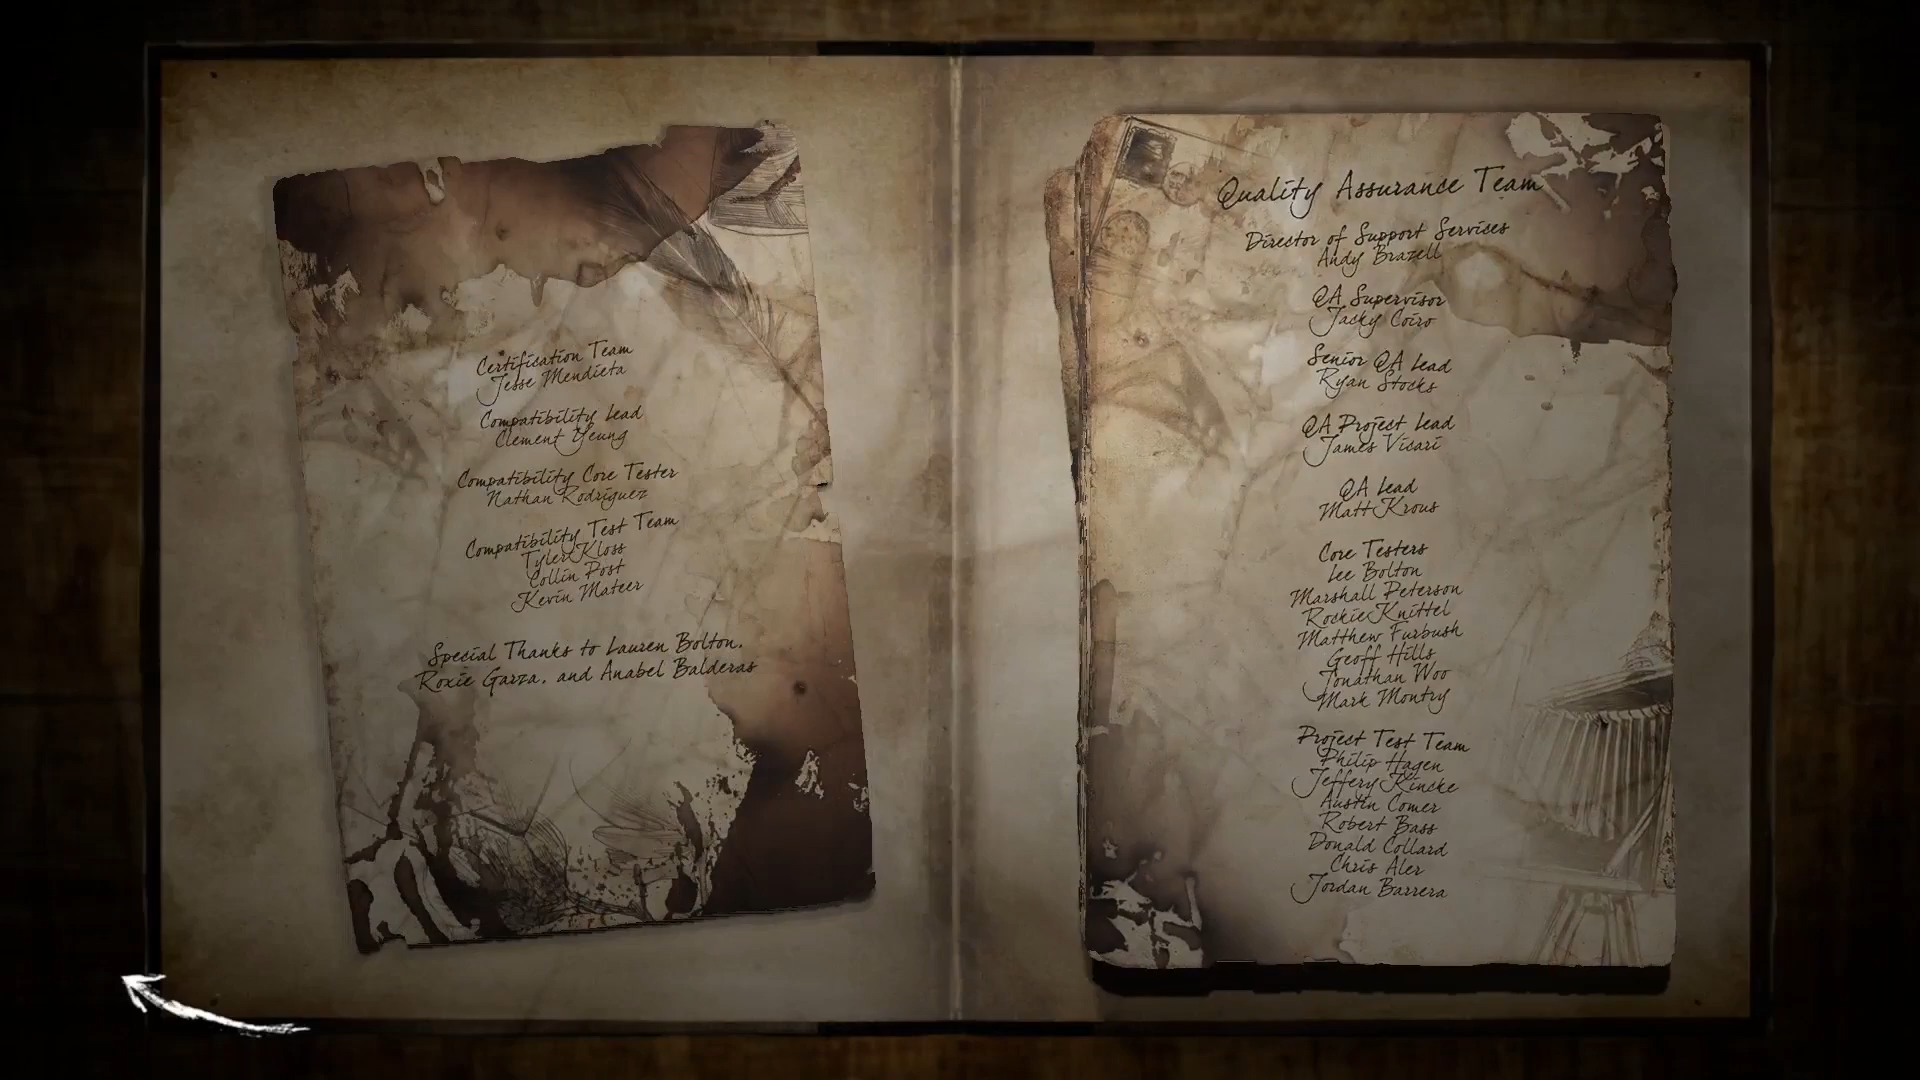 Certification Team
Jesse Mendieta
Compatibility Lead
Clement Yeung
Compatibility Core Tester
Nathan Rodriguez
Compatibility Test Team
Tyler Kloss
Collin Post
Kevin Mateer
Special Thanks to Lauren Bolton,
Roxie Garza, and Anabel Balderas
Quality Assurance Team
Director of Support Services
Andy Brazell
QA Supervisor
Jacky Coiro
Senior QA Lead
Ryan Stocks
QA Project Lead
James Vicari
QA Lead
Matt Krous
Core Testers
Lee Bolton
Marshall Peterson
Rockie Knittel
Matthew Furbush
Geoff Hills
Jonathan Woo
Mark Montry
Project Test Team
Philip Hagen
Jeffery Kincke
Austin Comer
Robert Bass
Donald Collard
Chris Aler
Jordan Barrera